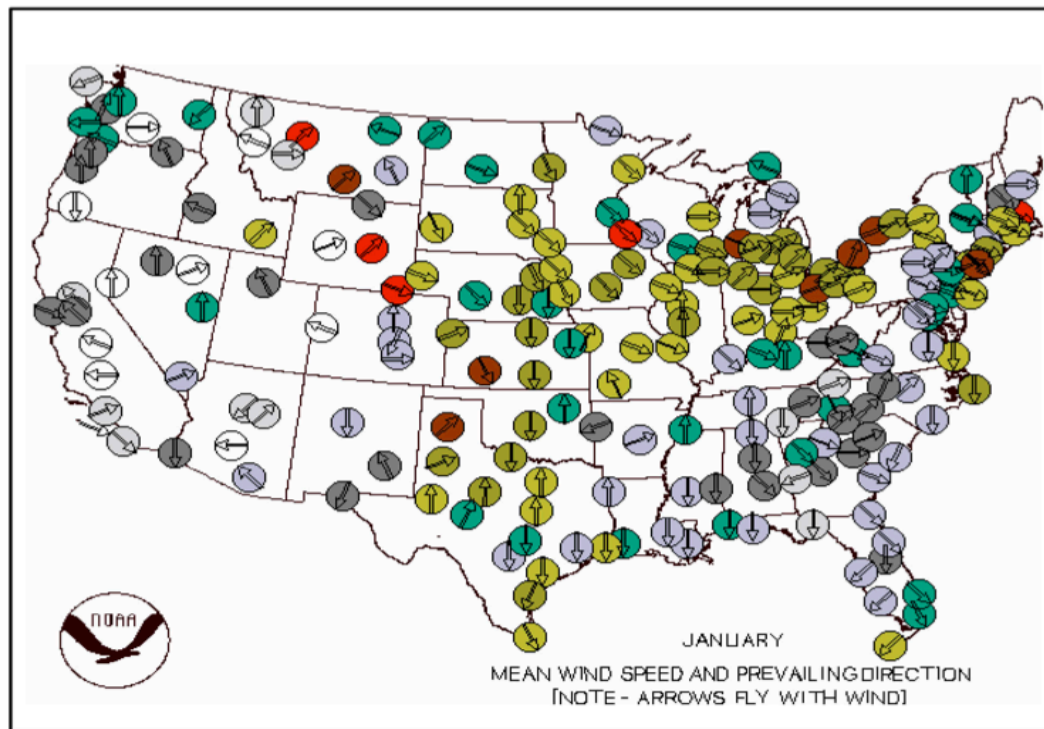 NOAA
JANUARY
MEAN WIND SPEED AND PREVAILING DIRECTION
[NOTE - ARROWS FLY WITH WIND]